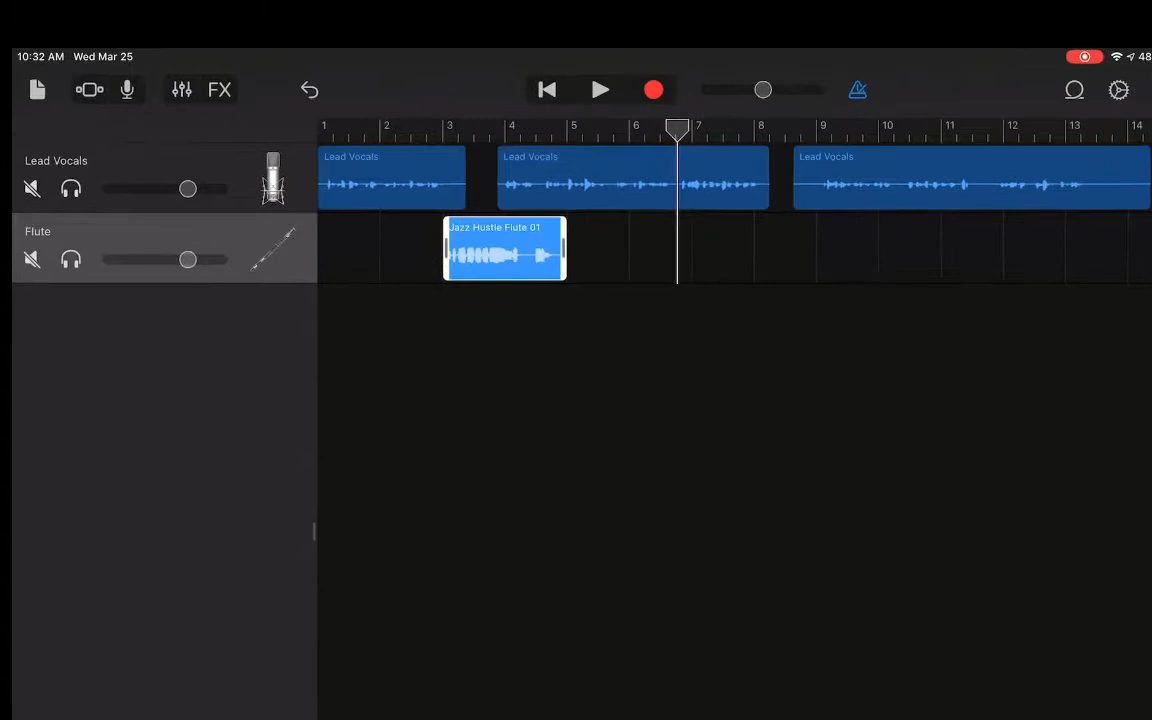 10:32 AM Wed Mar 25
48
FX
1 2 3 4 5 6 7 8 9 10 11 12 13 14
Lead Vocals
Lead Vocals Lead Vocals Lead Vocals
Flute
Jazz Hustle Flute 01